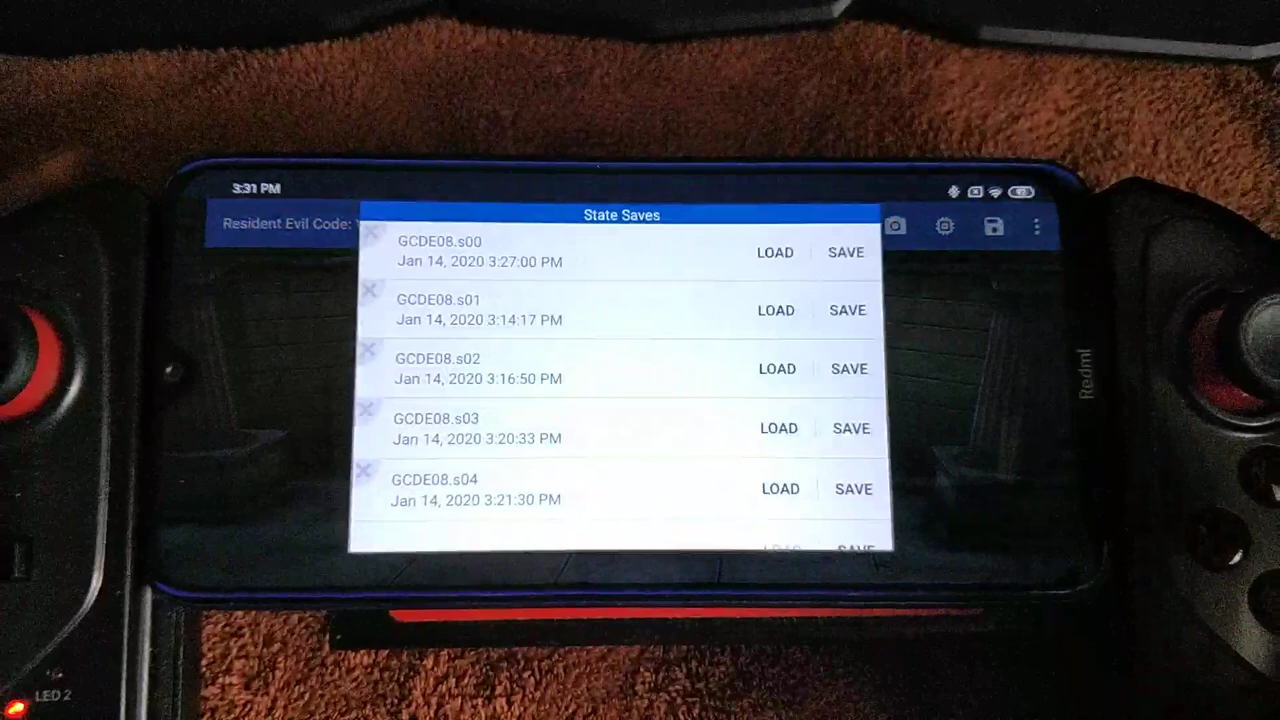 3:31 PM
Resident Evil Code:
State Saves
GCDE08.s00
Jan 14, 2020 3:27:00 PM
LOAD
SAVE
GCDE08.s01
Jan 14, 2020 3:14:17 PM
LOAD
SAVE
GCDE08.s02
Jan 14, 2020 3:16:50 PM
LOAD
SAVE
GCDE08.s03
Jan 14, 2020 3:20:33 PM
LOAD
SAVE
GCDE08.s04
Jan 14, 2020 3:21:30 PM
LOAD
SAVE
LOAD
SAVE
Redmi
LED 2